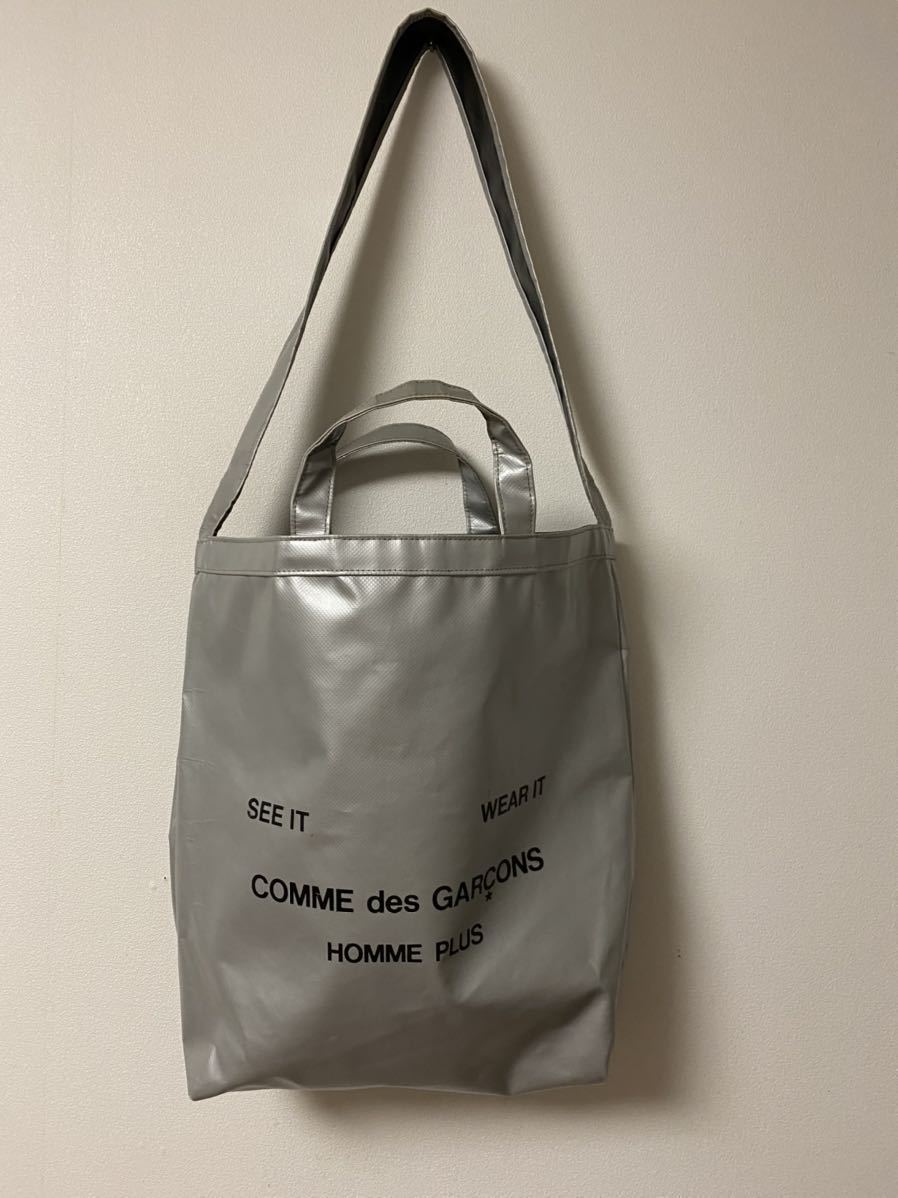 SEE IT WEAR IT
COMME des GARÇONS
*
HOMME PLUS